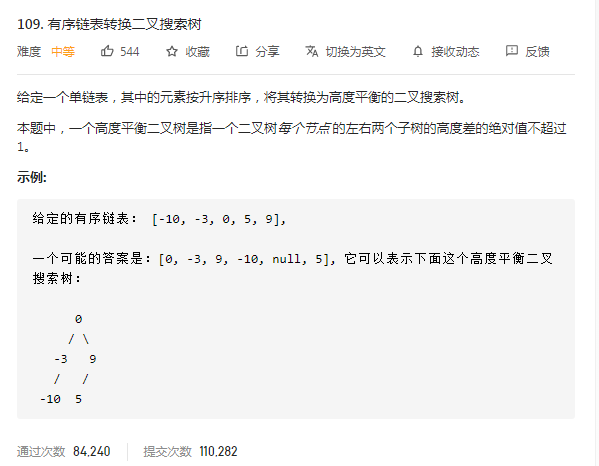 109. 有序链表转换二叉搜索树
难度 中等 544 收藏 分享 切换为英文 接收动态 反馈
给定一个单链表，其中的元素按升序排序，将其转换为高度平衡的二叉搜索树。
本题中，一个高度平衡二叉树是指一个二叉树每个节点的左右两个子树的高度差的绝对值不超过
1。
示例:
给定的有序链表： [-10, -3, 0, 5, 9],
一个可能的答案是：[0, -3, 9, -10, null, 5], 它可以表示下面这个高度平衡二叉
搜索树：
0
/ \
-3 9
/ /
-10 5
通过次数 84,240 提交次数 110,282